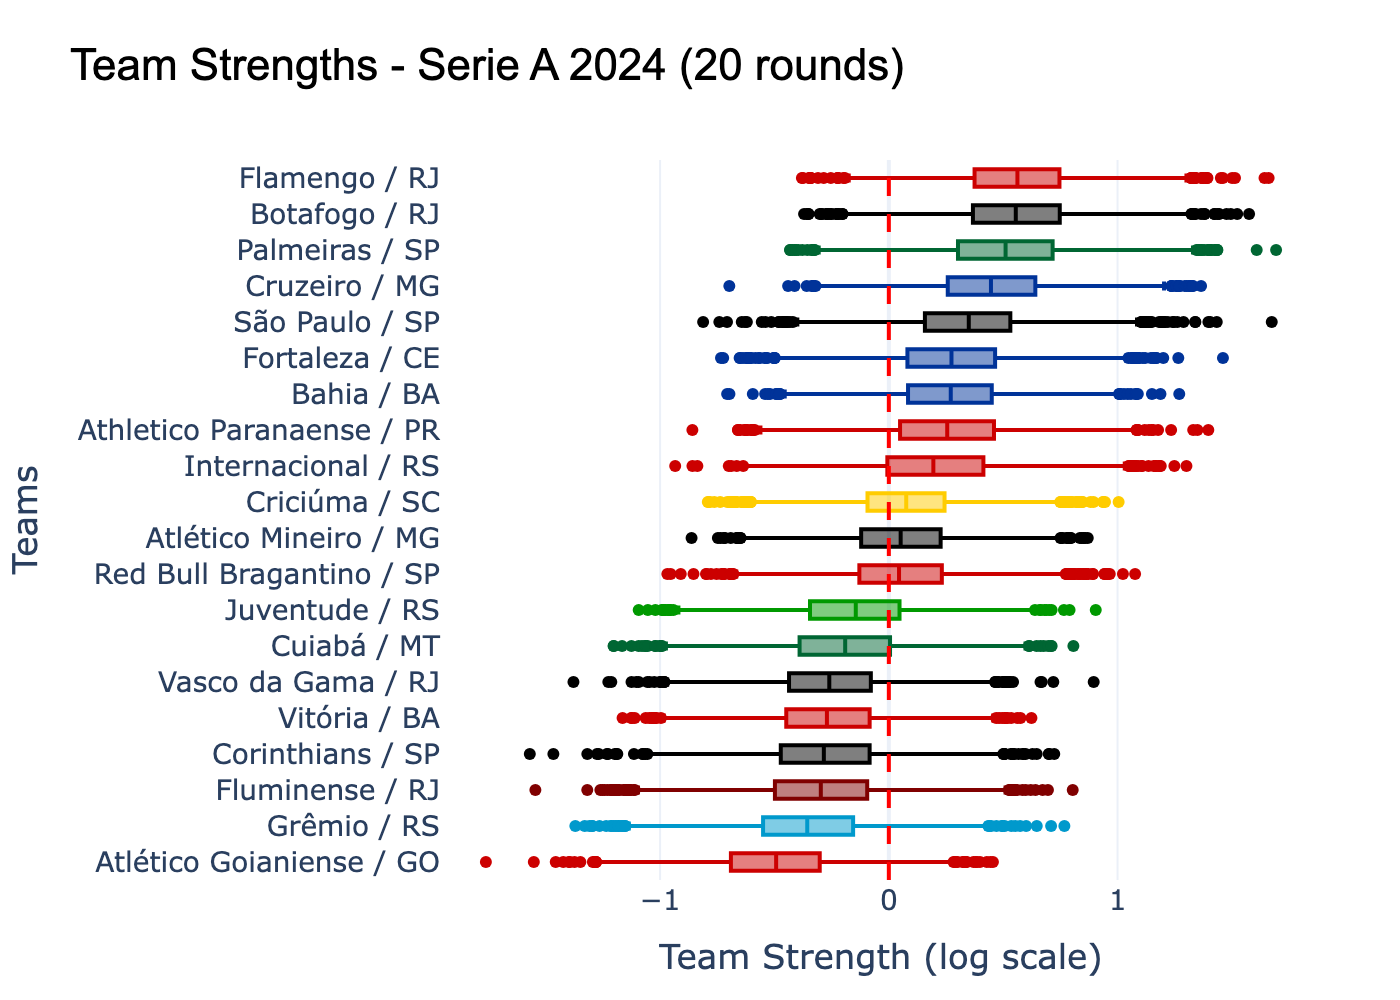 Team Strengths - Serie A 2024 (20 rounds)
Teams
Flamengo / RJ
Botafogo / RJ
Palmeiras / SP
Cruzeiro / MG
São Paulo / SP
Fortaleza / CE
Bahia / BA
Athletico Paranaense / PR
Internacional / RS
Criciúma / SC
Atlético Mineiro / MG
Red Bull Bragantino / SP
Juventude / RS
Cuiabá / MT
Vasco da Gama / RJ
Vitória / BA
Corinthians / SP
Fluminense / RJ
Grêmio / RS
Atlético Goianiense / GO
−1 0 1
Team Strength (log scale)